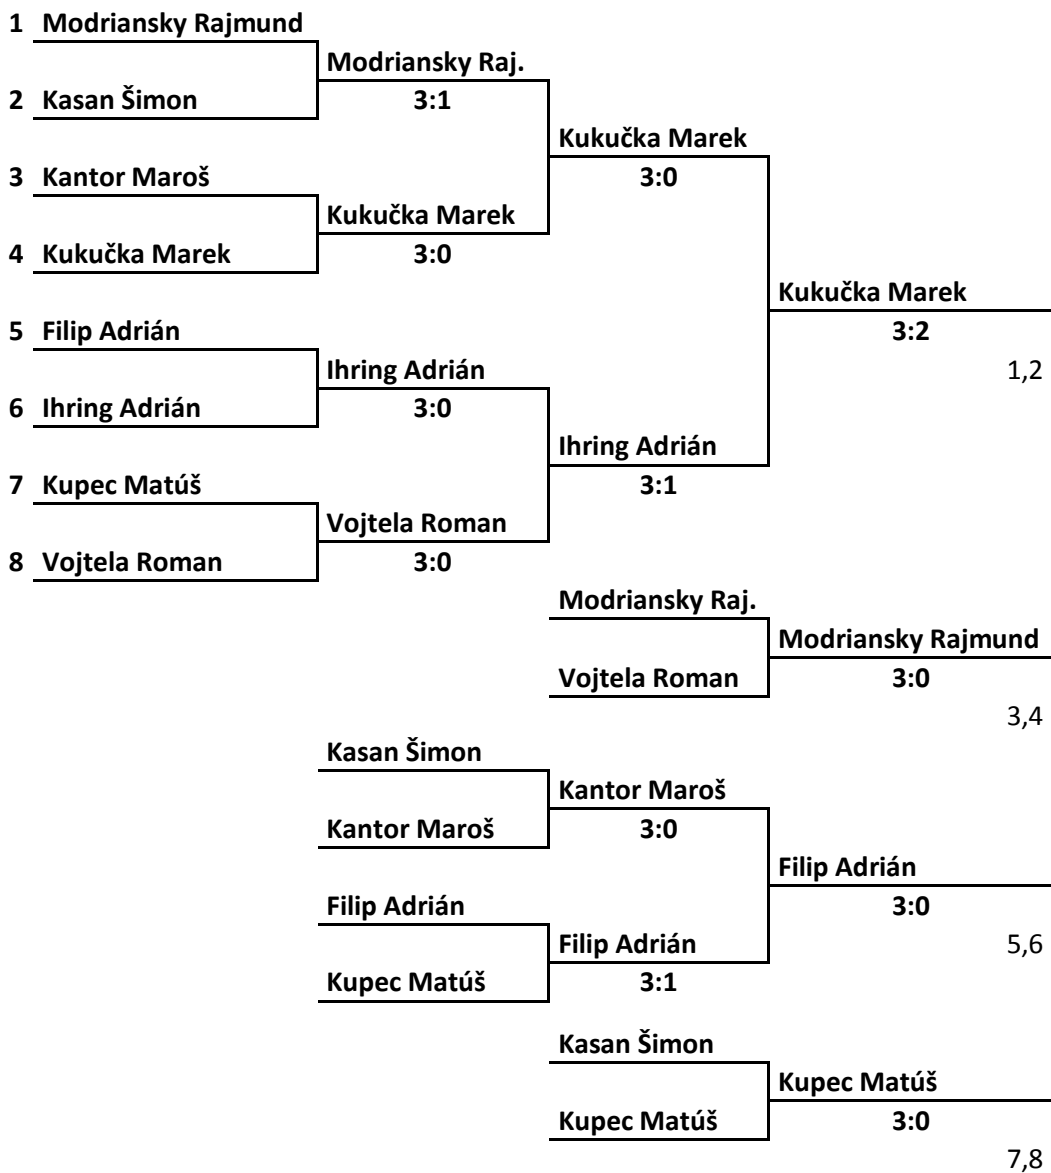 1 Modriansky Rajmund
Modriansky Raj.
2 Kasan Šimon
3:1
Kukučka Marek
3 Kantor Maroš
3:0
Kukučka Marek
4 Kukučka Marek
3:0
Kukučka Marek
5 Filip Adrián
3:2
Ihring Adrián
1,2
6 Ihring Adrián
3:0
Ihring Adrián
7 Kupec Matúš
3:1
Vojtela Roman
8 Vojtela Roman
3:0
Modriansky Raj.
Modriansky Rajmund
Vojtela Roman
3:0
3,4
Kasan Šimon
Kantor Maroš
Kantor Maroš
3:0
Filip Adrián
Filip Adrián
3:0
Filip Adrián
5,6
Kupec Matúš
3:1
Kasan Šimon
Kupec Matúš
Kupec Matúš
3:0
7,8